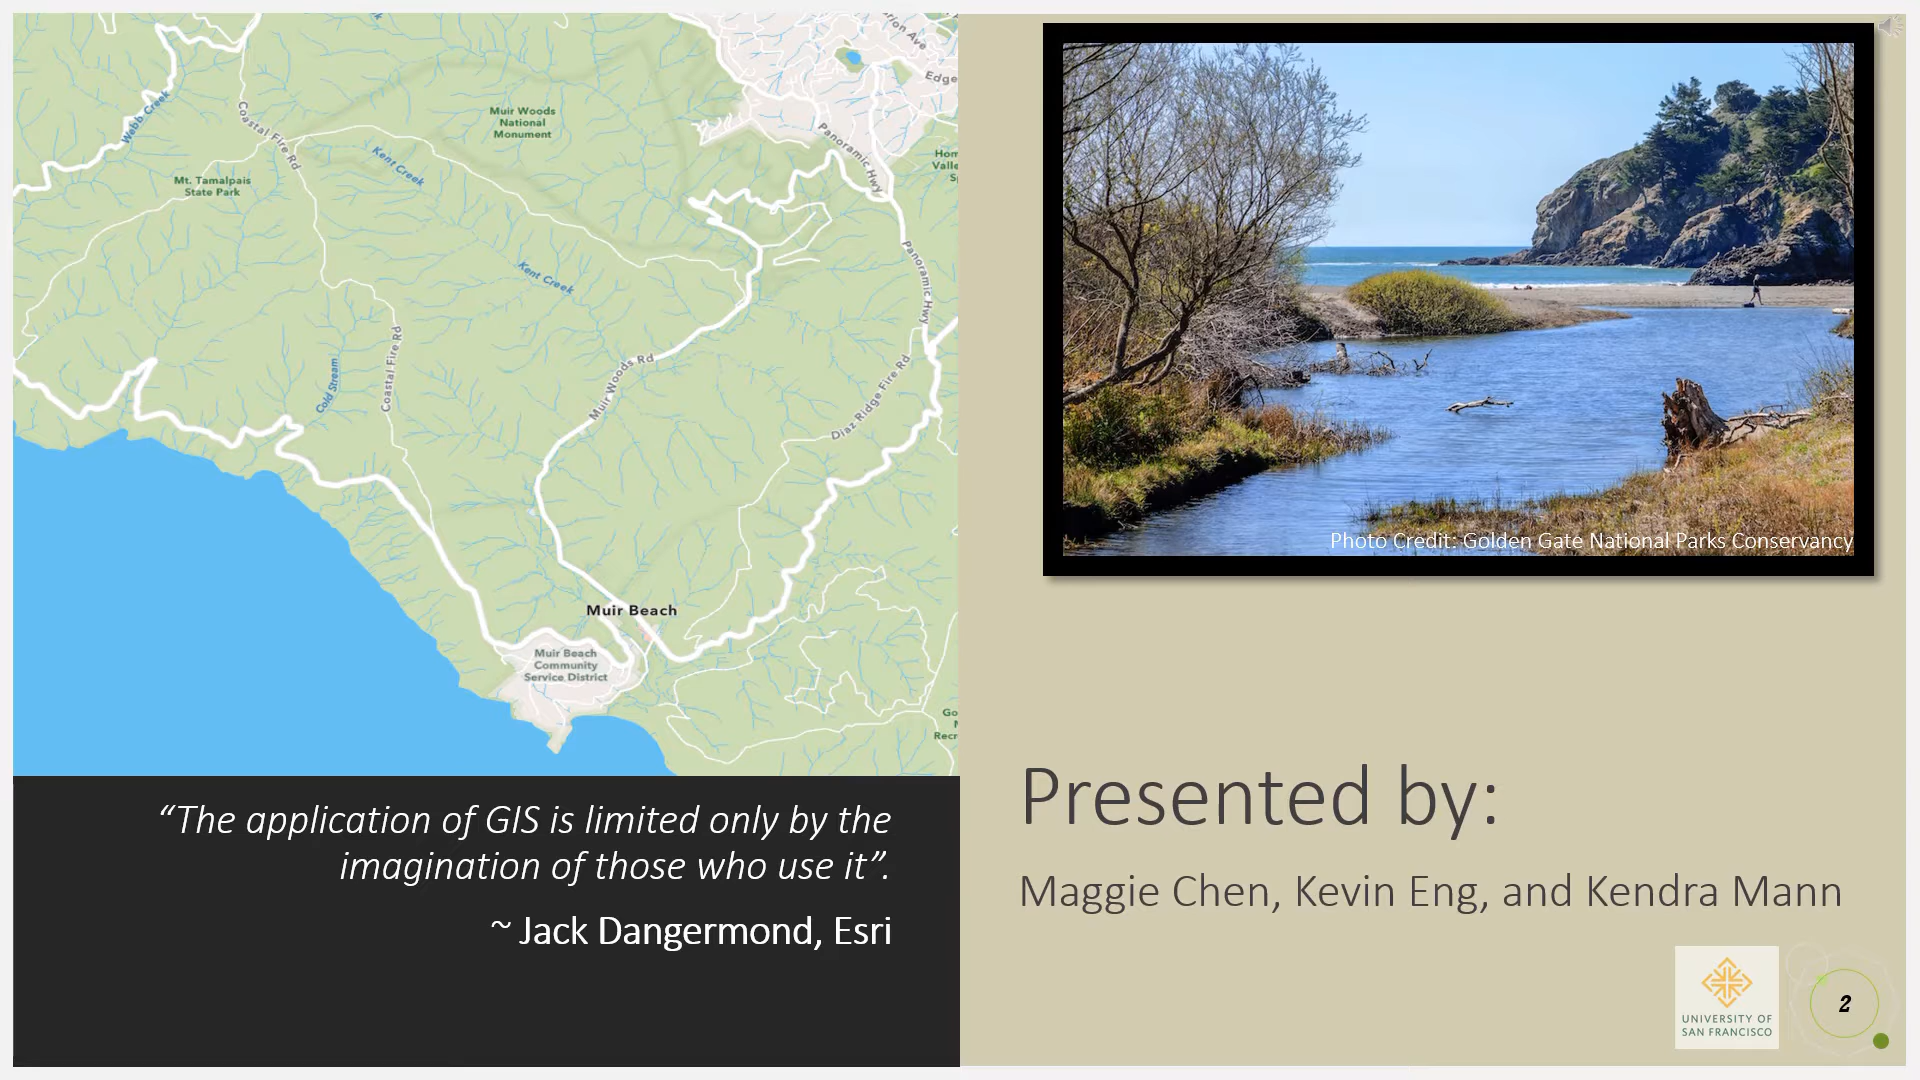 Webb Creek
Coastal Fire Rd
Muir Woods
National
Monument
Panoramic Hwy
Mt. Tamalpais
State Park
Kent Creek
Kent Creek
Panoramic Hwy
Cold Stream
Coastal Fire Rd
Muir Woods Rd
Diaz Ridge Fire Rd
Muir Beach
Muir Beach
Community
Service District
“The application of GIS is limited only by the
imagination of those who use it”.
~ Jack Dangermond, Esri
Photo Credit: Golden Gate National Parks Conservancy
Presented by:
Maggie Chen, Kevin Eng, and Kendra Mann
UNIVERSITY OF
SAN FRANCISCO
2